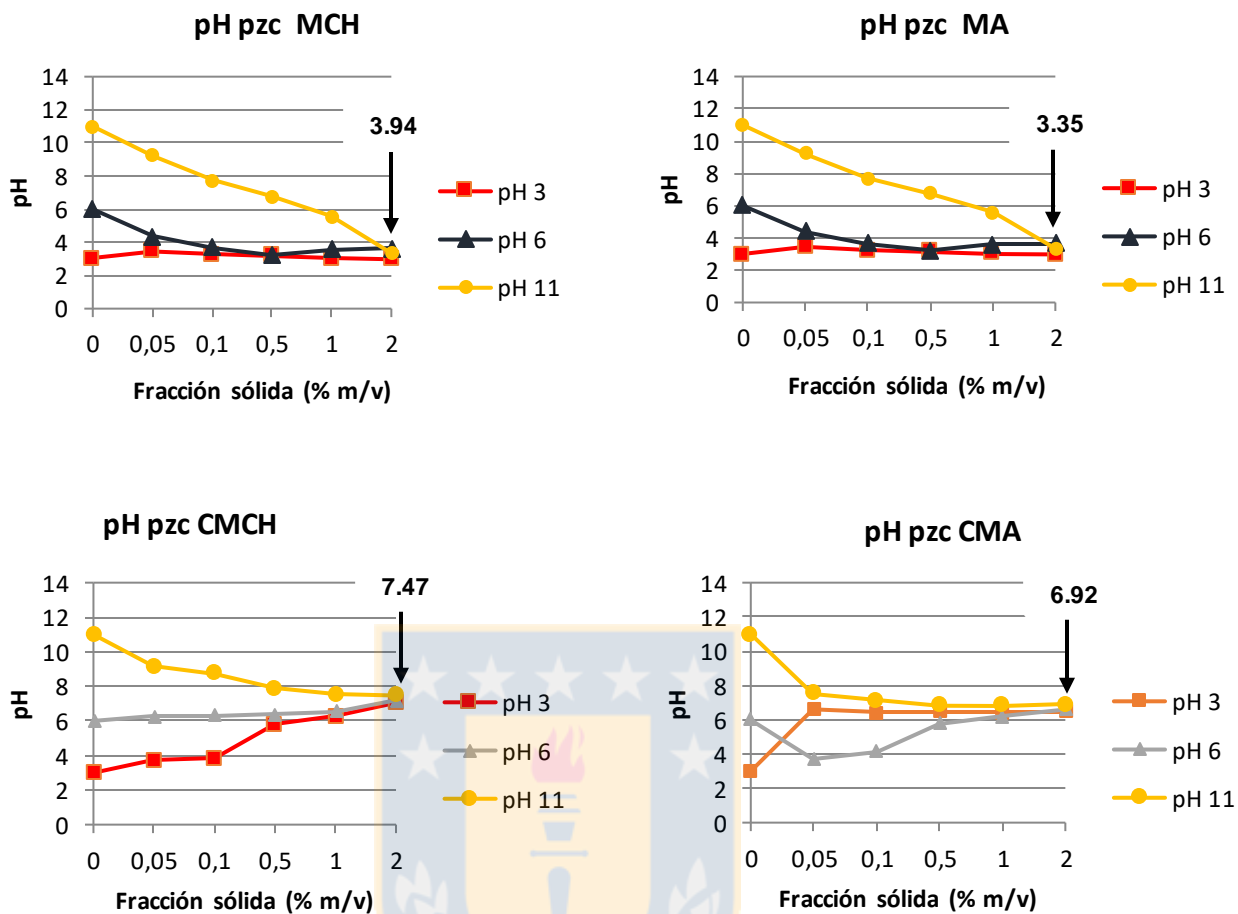 pH pzc MCH
14
12
10
8
6
4
2
0
pH
3.94
pH 3
pH 6
pH 11
0 0,05 0,1 0,5 1 2
Fracción sólida (% m/v)
pH pzc MA
14
12
10
8
6
4
2
0
pH
3.35
pH 3
pH 6
pH 11
0 0,05 0,1 0,5 1 2
Fracción sólida (% m/v)
pH pzc CMCH
14
12
10
8
6
4
2
0
pH
7.47
pH 3
pH 6
pH 11
0 0,05 0,1 0,5 1 2
Fracción sólida (% m/v)
pH pzc CMA
14
12
10
8
6
4
2
0
pH
6.92
pH 3
pH 6
pH 11
0 0,05 0,1 0,5 1 2
Fracción sólida (% m/v)